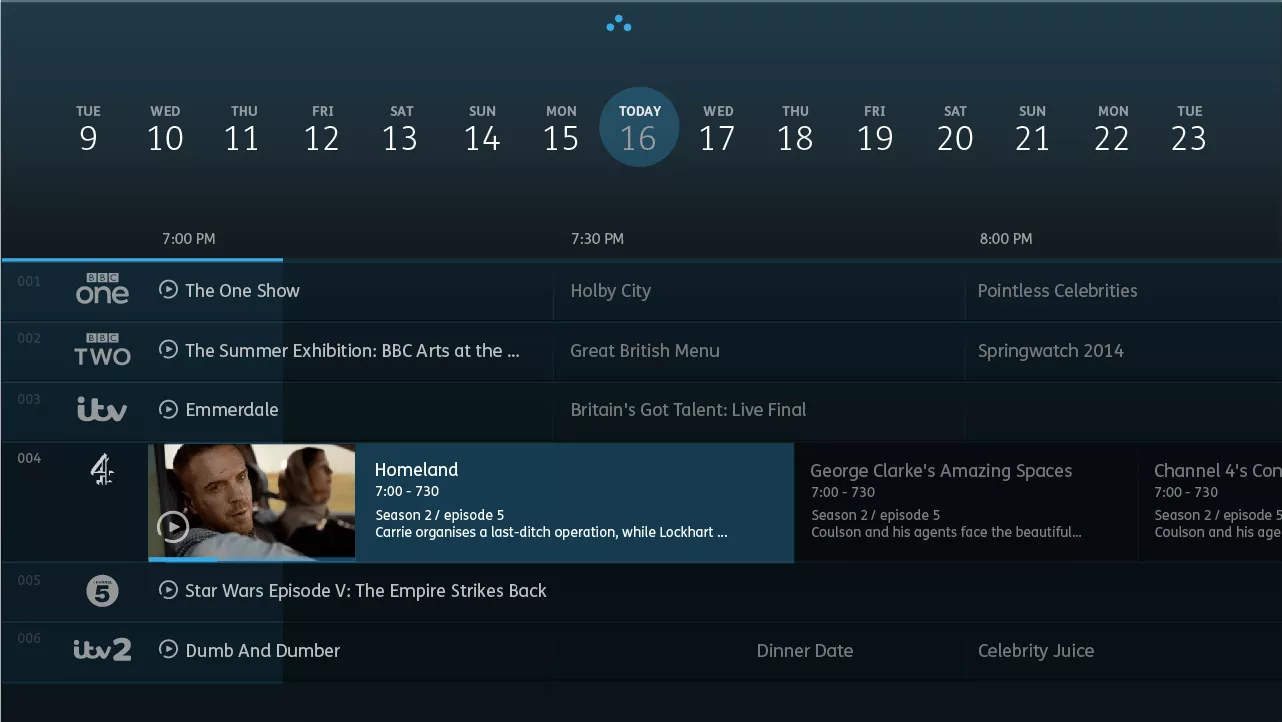 TUE WED THU FRI SAT SUN MON TODAY WED THU FRI SAT SUN MON TUE
9 10 11 12 13 14 15 16 17 18 19 20 21 22 23
7:00 PM 7:30 PM 8:00 PM
001 BBC one The One Show Holby City Pointless Celebrities
002 BBC TWO The Summer Exhibition: BBC Arts at the ... Great British Menu Springwatch 2014
003 itv Emmerdale Britain's Got Talent: Live Final
004 4 Homeland George Clarke's Amazing Spaces Channel 4's Con
7:00 - 730 7:00 - 730 7:00 - 730
Season 2 / episode 5 Season 2 / episode 5 Season 2 / episode 5
Carrie organises a last-ditch operation, while Lockhart ... Coulson and his agents face the beautiful... Coulson and his age
005 CHANNEL 5 Star Wars Episode V: The Empire Strikes Back
006 itv2 Dumb And Dumber Dinner Date Celebrity Juice